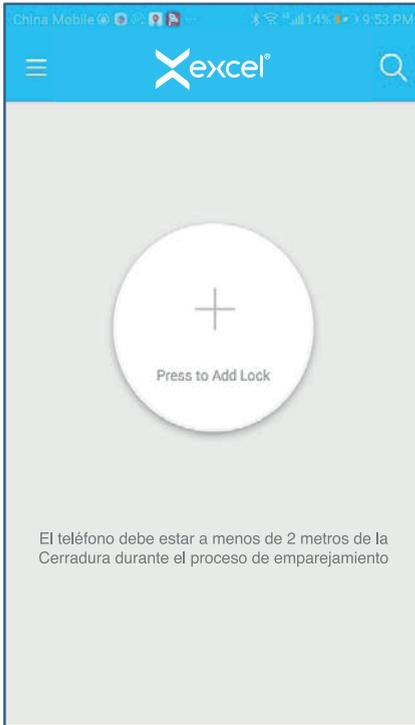 China Mobile 14% 9:53 PM
excel®
Press to Add Lock
El teléfono debe estar a menos de 2 metros de la
Cerradura durante el proceso de emparejamiento